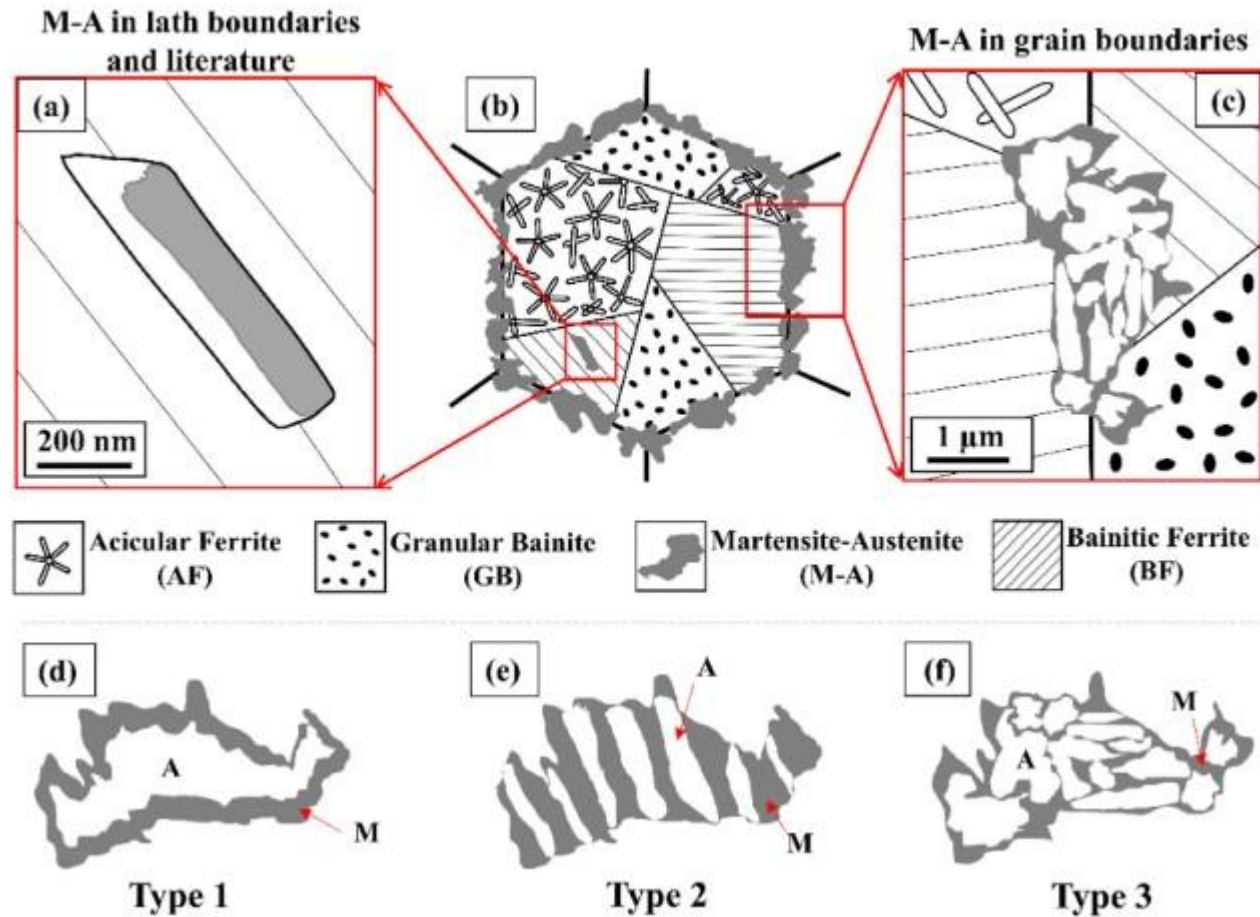 M-A in lath boundaries
and literature
M-A in grain boundaries
(a)
(b)
(c)
200 nm
1 µm
Acicular Ferrite
(AF)
Granular Bainite
(GB)
Martensite-Austenite
(M-A)
Bainitic Ferrite
(BF)
(d)
A
M
Type 1
(e)
A
M
Type 2
(f)
M
A
Type 3